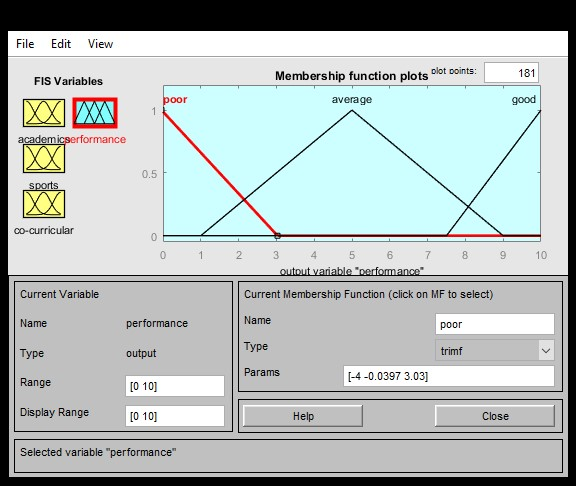 File Edit View
FIS Variables
Membership function plots plot points: 181
poor average good
academics performance
sports
co-curricular
1
0.5
0
0 1 2 3 4 5 6 7 8 9 10
output variable "performance"
Current Variable
Name performance
Type output
Range [0 10]
Display Range [0 10]
Current Membership Function (click on MF to select)
Name poor
Type trimf
Params [-4 -0.0397 3.03]
Help Close
Selected variable "performance"